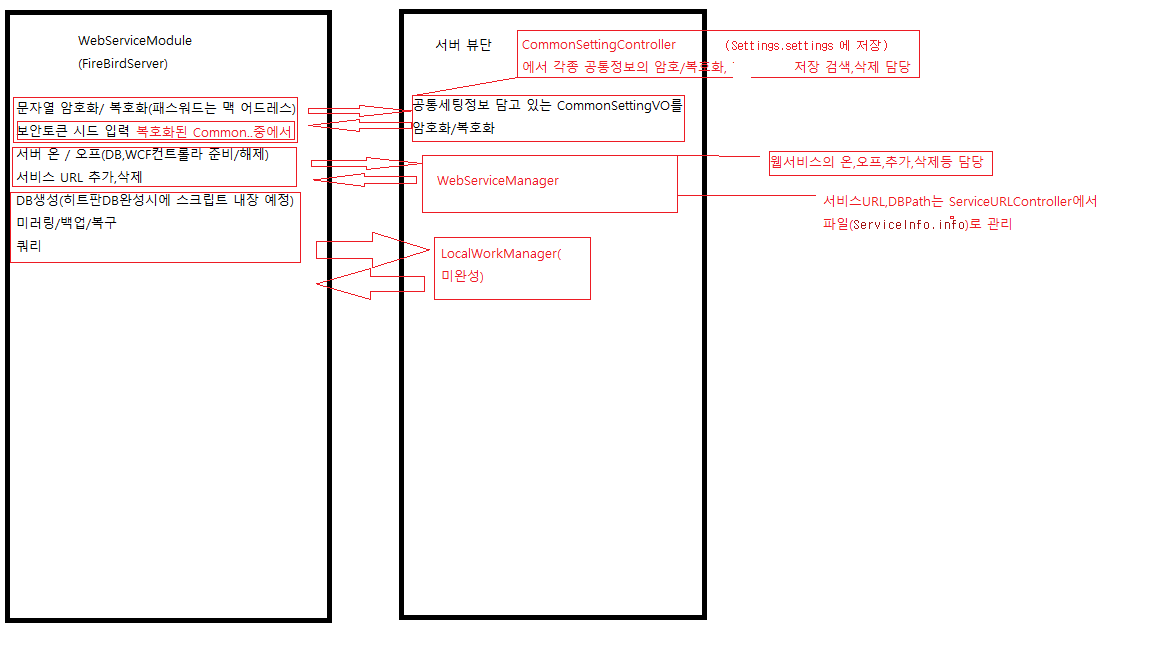 WebServiceModule
(FireBirdServer)
문자열 암호화/ 복호화(패스워드는 맥 어드레스)
보안토큰 시드 입력 복호화된 Common..중에서
서버 온 / 오프(DB,WCF컨트롤라 준비/해제)
서비스 URL 추가,삭제
DB생성(히트판DB완성시에 스크립트 내장 예정)
미러링/백업/복구
쿼리
서버 뷰단
CommonSettingController (Settings.settings 에 저장)
에서 각종 공통정보의 암호/복호화, 저장 검색,삭제 담당
공통세팅정보 담고 있는 CommonSettingVO를
암호화/복호화
WebServiceManager
웹서비스의 온,오프,추가,삭제등 담당
서비스URL,DBPath는 ServiceURLController에서
파일(ServiceInfo.info)로 관리
LocalWorkManager(
미완성)